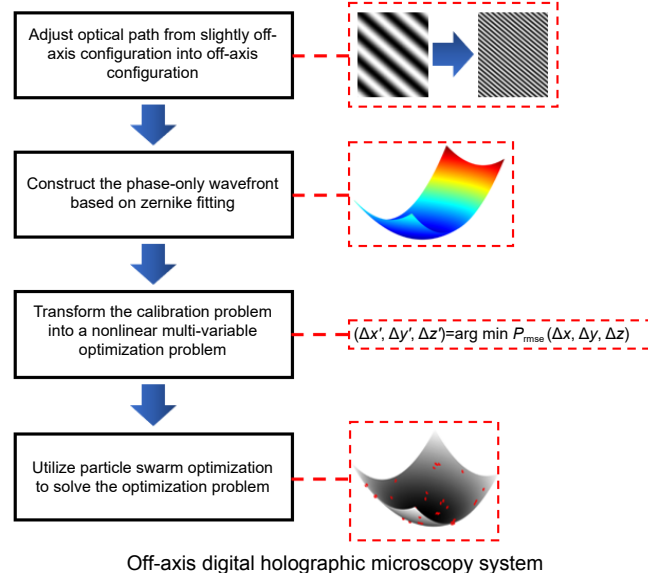 Adjust optical path from slightly off-
axis configuration into off-axis
configuration
Construct the phase-only wavefront
based on zernike fitting
Transform the calibration problem
into a nonlinear multi-variable
optimization problem
(Δx′, Δy′, Δz′)=arg min Prmse (Δx, Δy, Δz)
Utilize particle swarm optimization
to solve the optimization problem
Off-axis digital holographic microscopy system